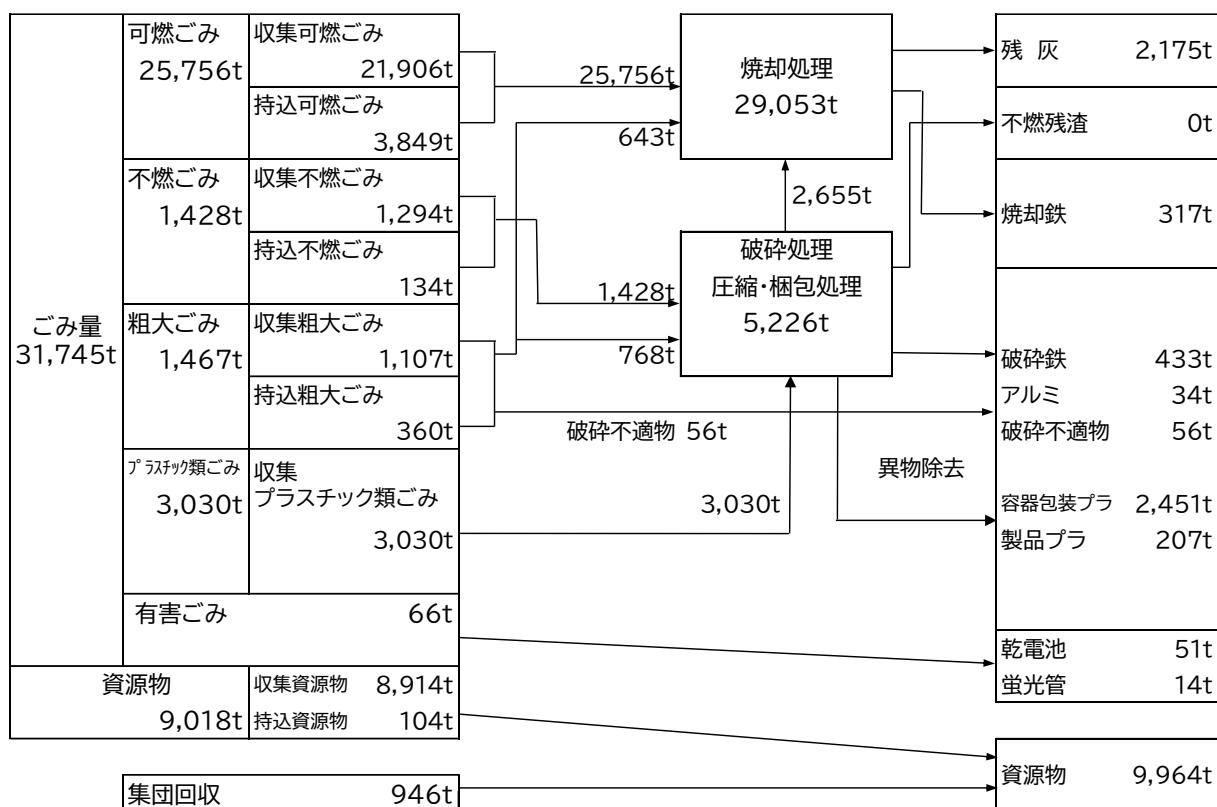 ごみ量
31,745t
可燃ごみ
25,756t
収集可燃ごみ
21,906t
持込可燃ごみ
3,849t
不燃ごみ
1,428t
収集不燃ごみ
1,294t
持込不燃ごみ
134t
粗大ごみ
1,467t
収集粗大ごみ
1,107t
持込粗大ごみ
360t
プラスチック類ごみ
3,030t
収集
プラスチック類ごみ
3,030t
有害ごみ 66t
資源物
9,018t
収集資源物 8,914t
持込資源物 104t
集団回収 946t
25,756t
643t
1,428t
768t
破砕不適物 56t
3,030t
焼却処理
29,053t
2,655t
破砕処理
圧縮・梱包処理
5,226t
異物除去
残 灰 2,175t
不燃残渣 0t
焼却鉄 317t
破砕鉄 433t
アルミ 34t
破砕不適物 56t
容器包装プラ 2,451t
製品プラ 207t
乾電池 51t
蛍光管 14t
資源物 9,964t